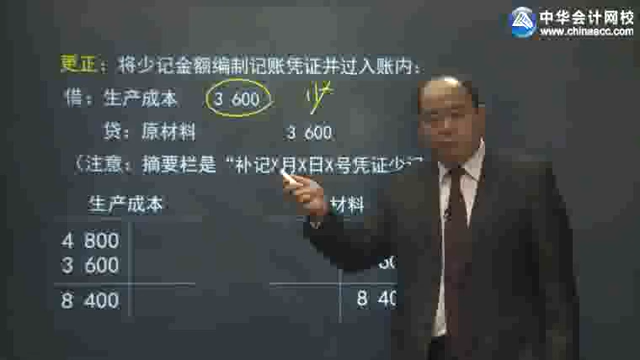 中华会计网校
www.chinaacc.com
更正：将少记金额编制记账凭证并过入账内：
借：生产成本 3 600 少
贷：原材料 3 600
（注意：摘要栏是“补记X月X日X号凭证少
生产成本 材料
4 800
3 600
8 400 8 40